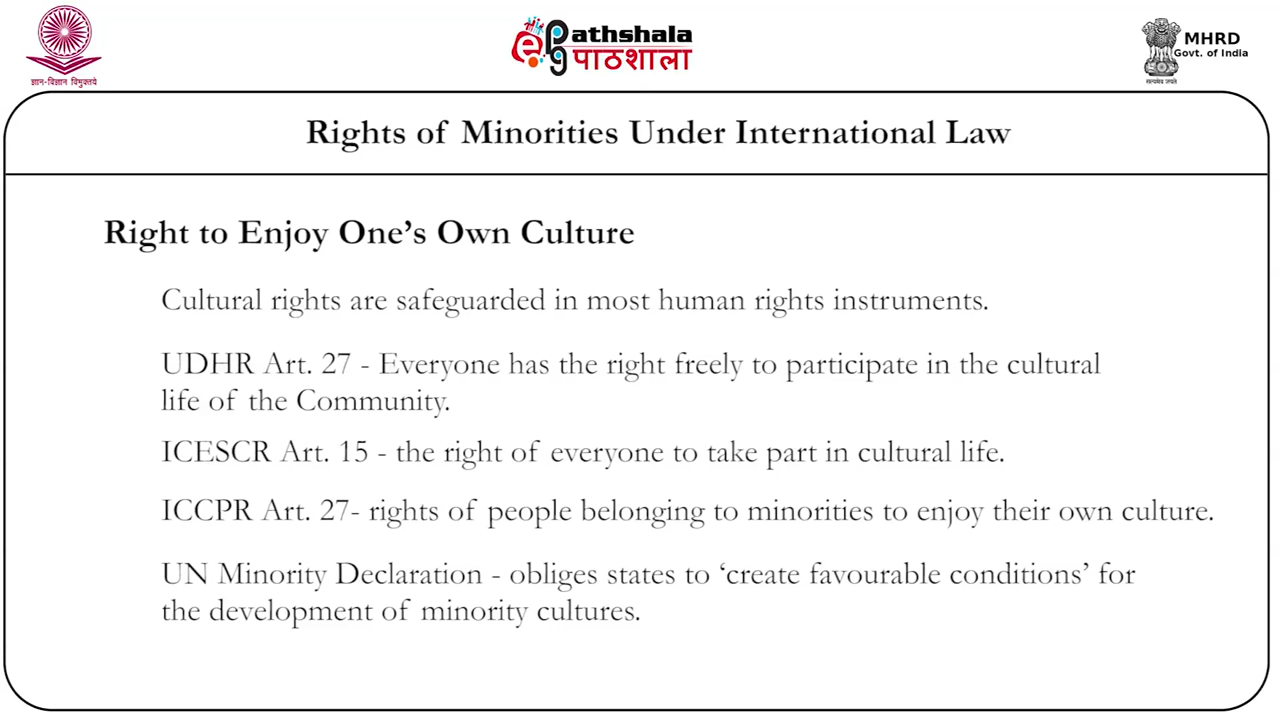 ज्ञान-विज्ञान विमुक्तये
epg Pathshala
पाठशाला
MHRD
Govt. of India
सत्यमेव जयते
Rights of Minorities Under International Law
Right to Enjoy One's Own Culture
Cultural rights are safeguarded in most human rights instruments.
UDHR Art. 27 - Everyone has the right freely to participate in the cultural
life of the Community.
ICESCR Art. 15 - the right of everyone to take part in cultural life.
ICCPR Art. 27- rights of people belonging to minorities to enjoy their own culture.
UN Minority Declaration - obliges states to ‘create favourable conditions’ for
the development of minority cultures.